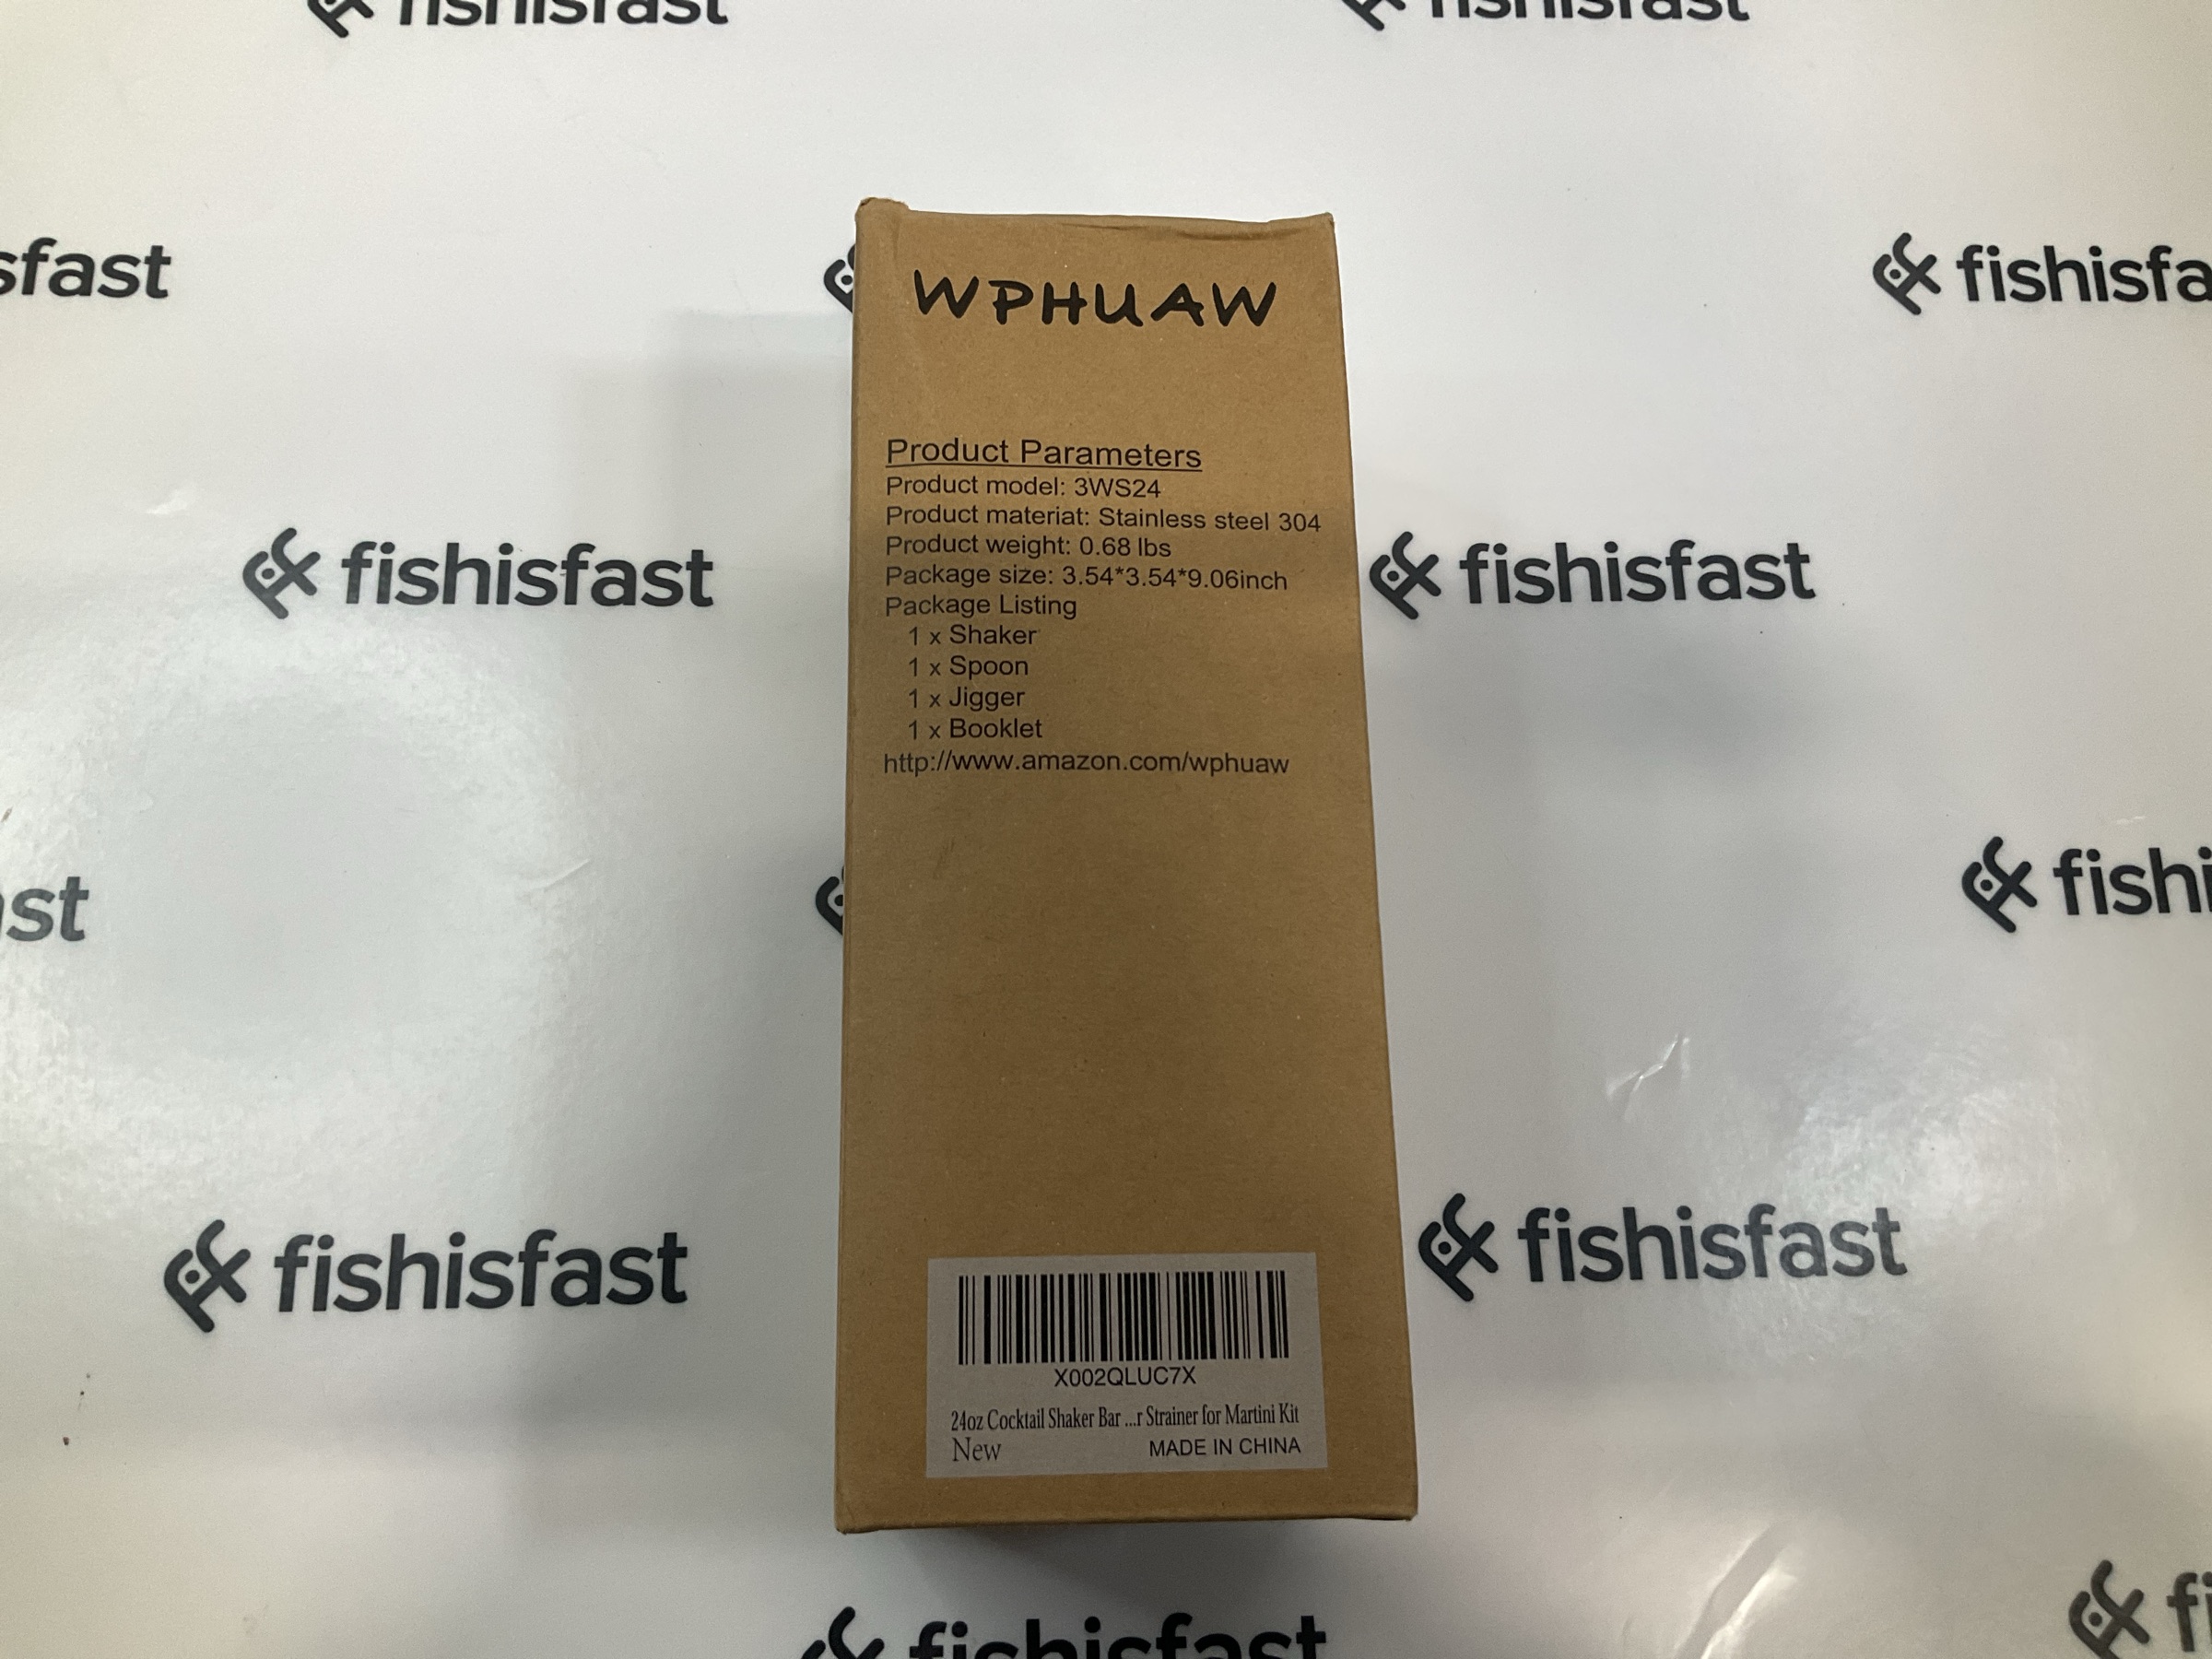 fishisfast fishisfast
WPHUAW
Product Parameters
Product model: 3WS24
Product materiat: Stainless steel 304
Product weight: 0.68 lbs
Package size: 3.54*3.54*9.06inch
Package Listing
1 x Shaker
1 x Spoon
1 x Jigger
1 x Booklet
http://www.amazon.com/wphuaw
X002QLUC7X
24oz Cocktail Shaker Bar ...r Strainer for Martini Kit
New MADE IN CHINA
sfast
fishisfa
fishisfast
fishisfast
st
fishi
fishisfast
fishisfast
fishisfast
fi